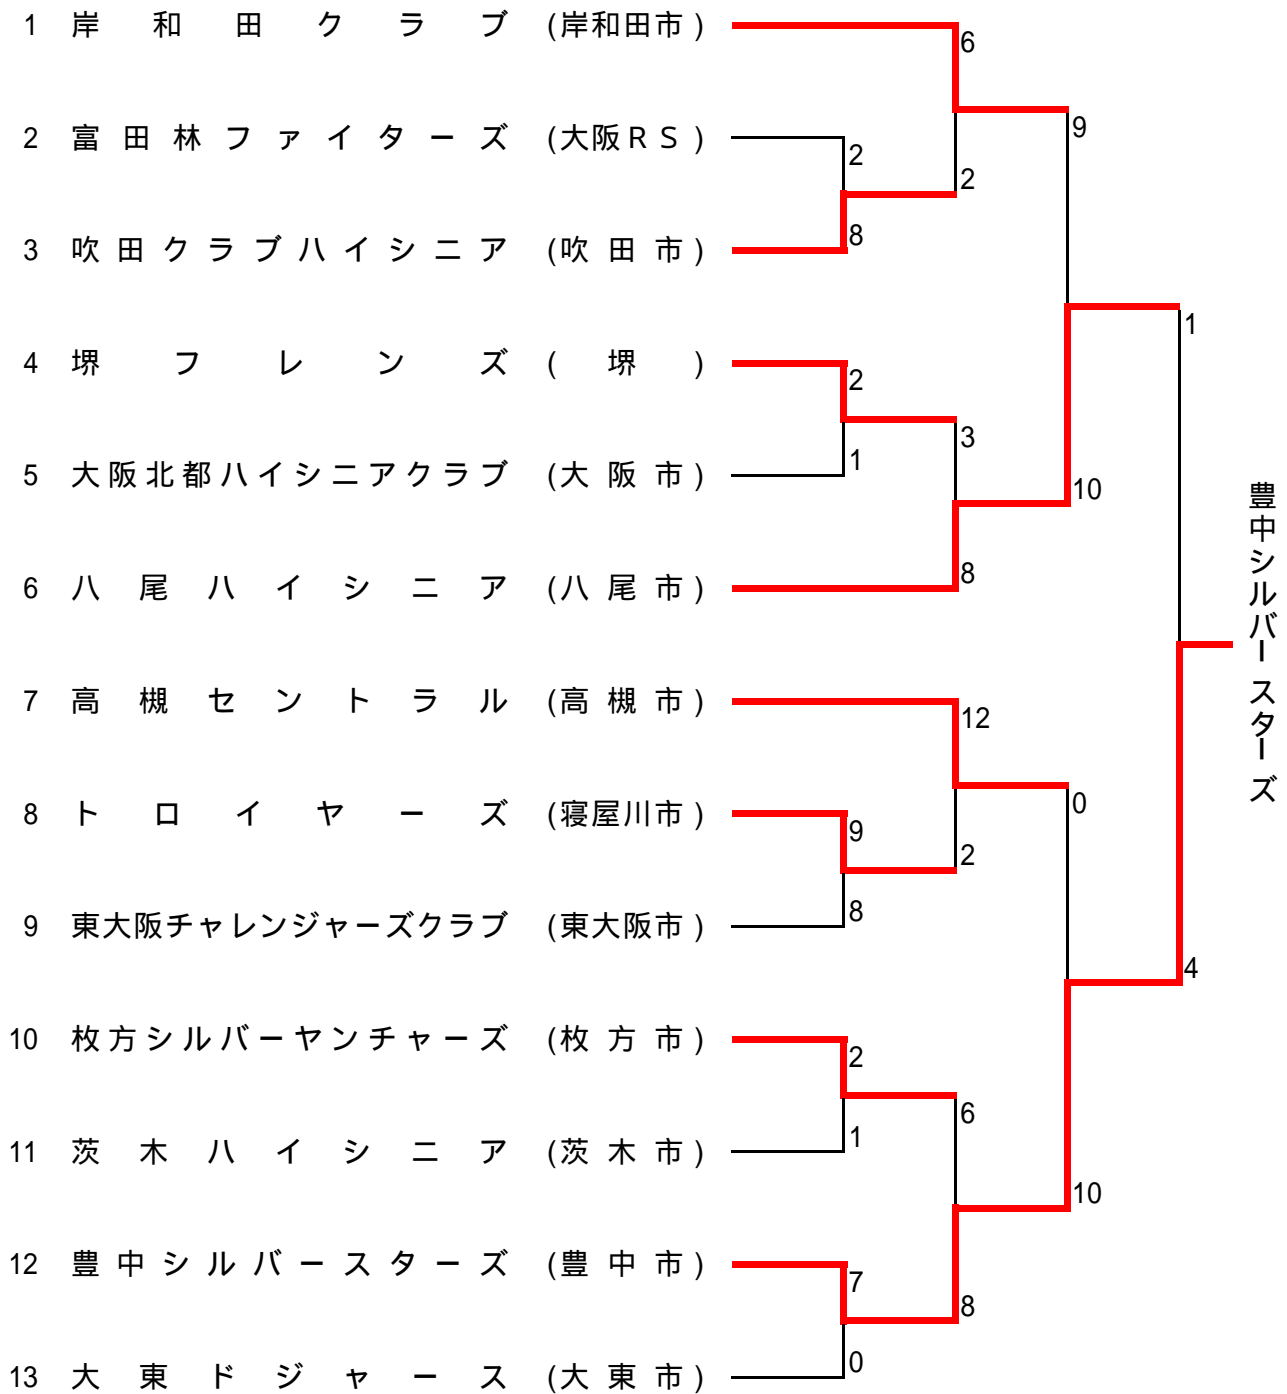 1 岸和田クラブ (岸和田市)
6
2 富田林ファイターズ (大阪RS)
2
9
2
3 吹田クラブハイシニア (吹田市)
8
1
4 堺フレンズ (堺)
2
3
5 大阪北都ハイシニアクラブ (大阪市)
1
10
6 八尾ハイシニア (八尾市)
8
豊中シルバースターズ
7 高槻セントラル (高槻市)
12
0
8 トロイヤーズ (寝屋川市)
9
2
9 東大阪チャレンジャーズクラブ (東大阪市)
8
4
10 枚方シルバーヤンチャーズ (枚方市)
2
6
11 茨木ハイシニア (茨木市)
1
10
12 豊中シルバースターズ (豊中市)
7
8
13 大東ドジャース (大東市)
0